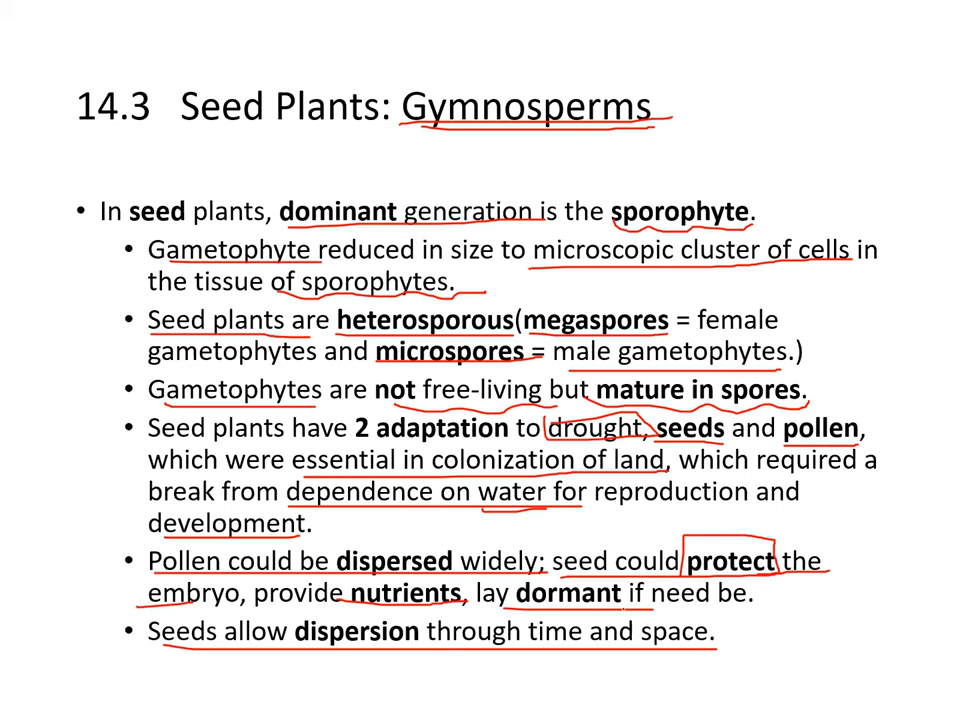 14.3 Seed Plants: Gymnosperms
• In seed plants, dominant generation is the sporophyte.
• Gametophyte reduced in size to microscopic cluster of cells in
the tissue of sporophytes.
• Seed plants are heterosporous(megaspores = female
gametophytes and microspores = male gametophytes.)
• Gametophytes are not free-living but mature in spores.
• Seed plants have 2 adaptation to drought, seeds and pollen,
which were essential in colonization of land, which required a
break from dependence on water for reproduction and
development.
• Pollen could be dispersed widely; seed could protect the
embryo, provide nutrients, lay dormant if need be.
• Seeds allow dispersion through time and space.